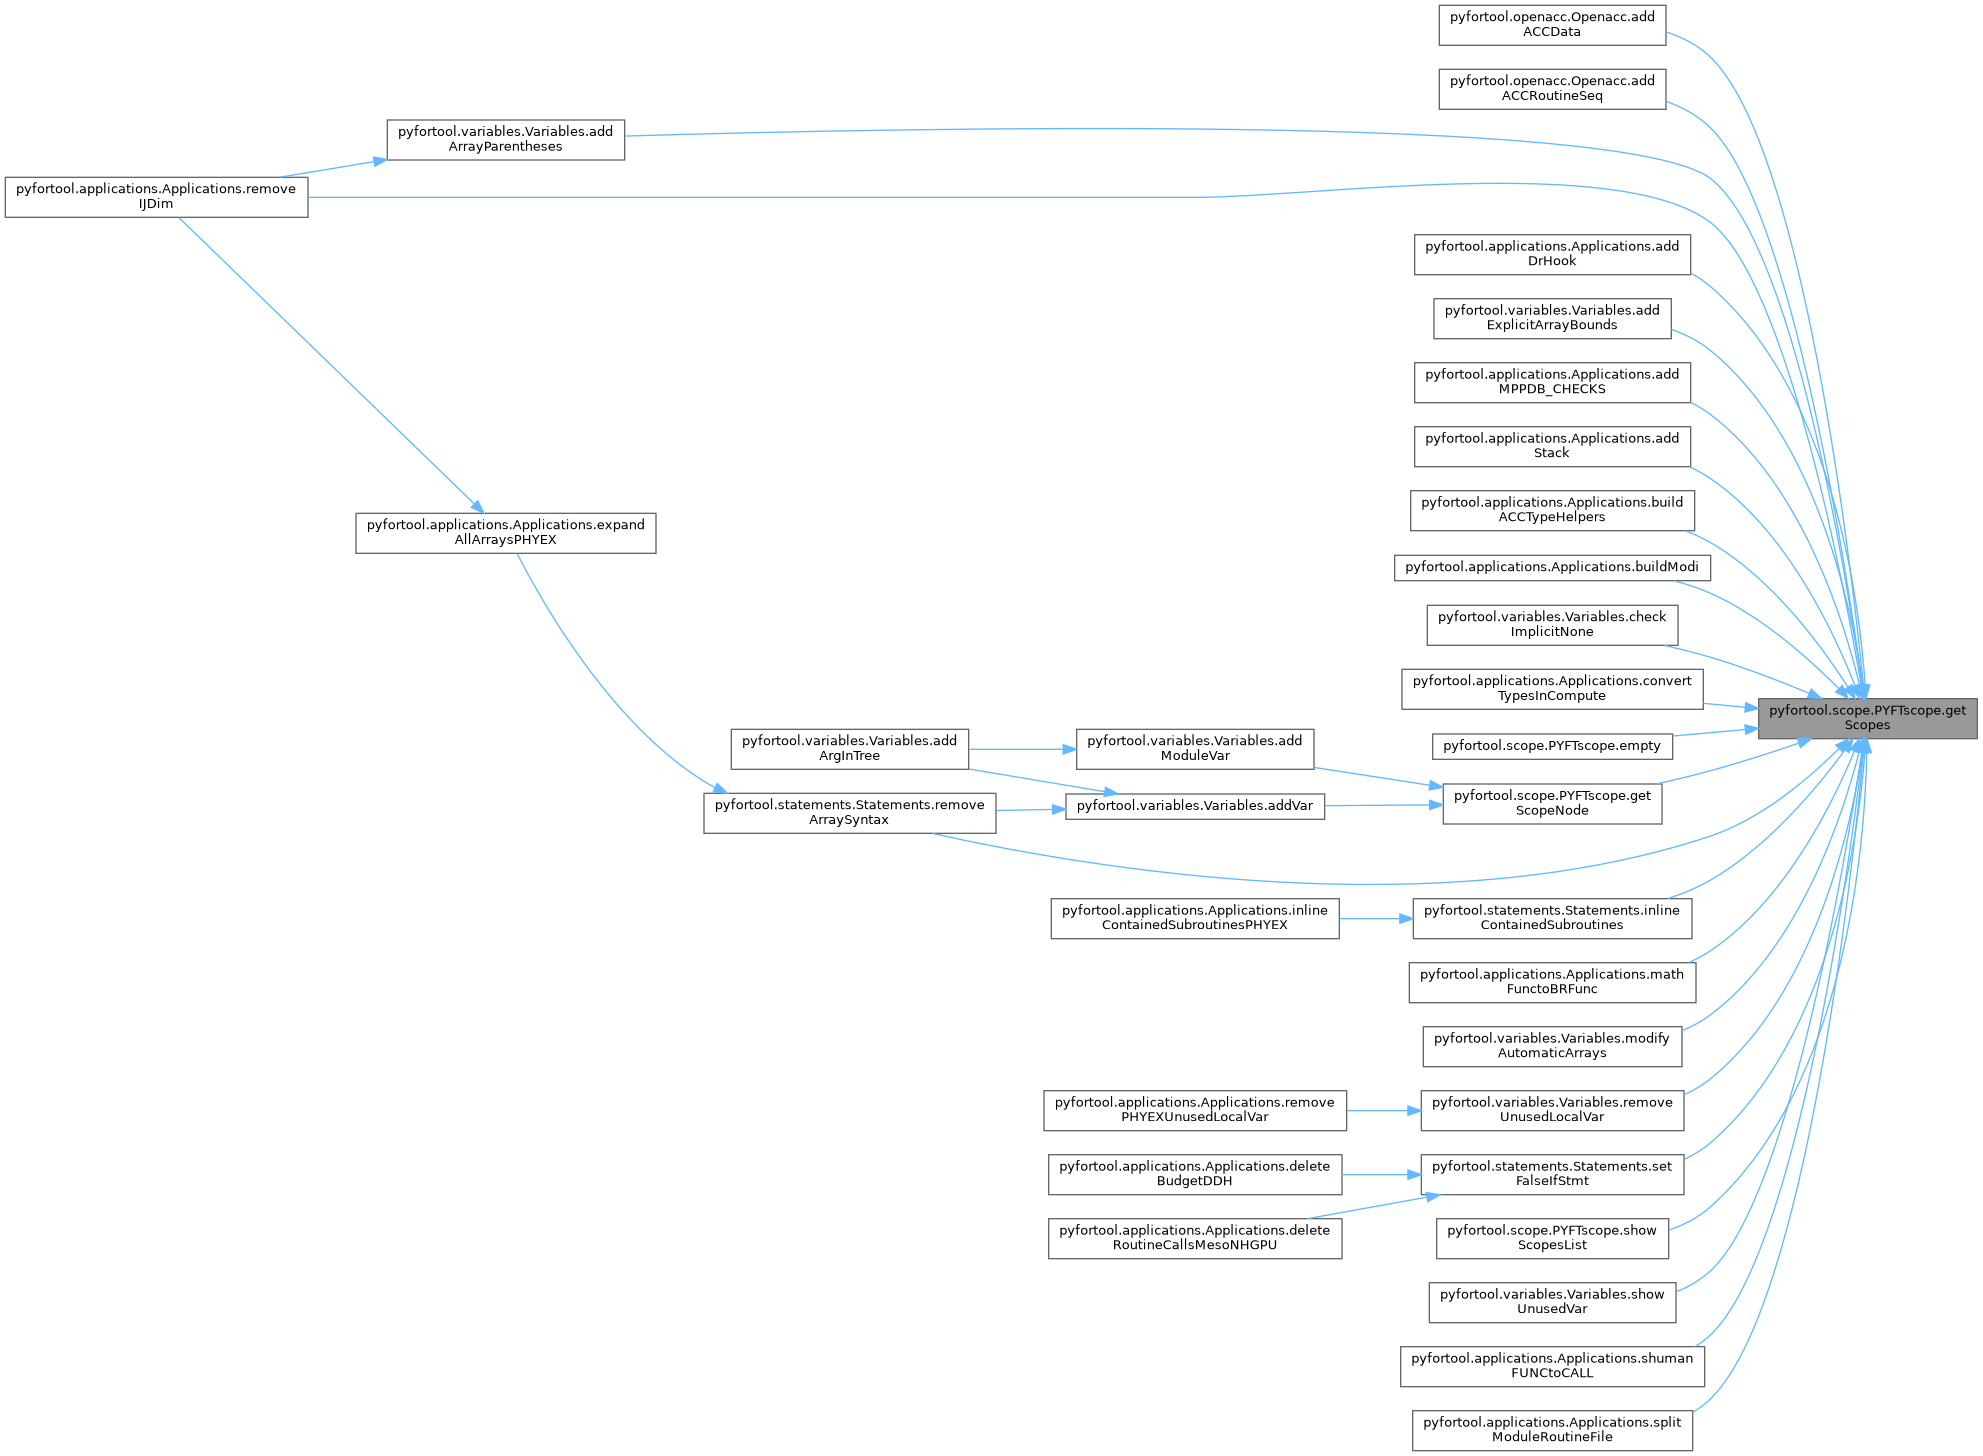 pyfortool.openacc.Openacc.add
ACCData
pyfortool.openacc.Openacc.add
ACCRoutineSeq
pyfortool.variables.Variables.add
ArrayParentheses
pyfortool.applications.Applications.remove
IJDim
pyfortool.applications.Applications.add
DrHook
pyfortool.variables.Variables.add
ExplicitArrayBounds
pyfortool.applications.Applications.add
MPPDB_CHECKS
pyfortool.applications.Applications.add
Stack
pyfortool.applications.Applications.build
ACCTypeHelpers
pyfortool.applications.Applications.expand
AllArraysPHYEX
pyfortool.applications.Applications.buildModi
pyfortool.variables.Variables.check
ImplicitNone
pyfortool.applications.Applications.convert
TypesInCompute
pyfortool.scope.PYFTscope.get
Scopes
pyfortool.variables.Variables.add
ArgInTree
pyfortool.variables.Variables.add
ModuleVar
pyfortool.scope.PYFTscope.empty
pyfortool.statements.Statements.remove
ArraySyntax
pyfortool.variables.Variables.addVar
pyfortool.scope.PYFTscope.get
ScopeNode
pyfortool.applications.Applications.inline
ContainedSubroutinesPHYEX
pyfortool.statements.Statements.inline
ContainedSubroutines
pyfortool.applications.Applications.math
FunctoBRFunc
pyfortool.variables.Variables.modify
AutomaticArrays
pyfortool.applications.Applications.remove
PHYEXUnusedLocalVar
pyfortool.variables.Variables.remove
UnusedLocalVar
pyfortool.applications.Applications.delete
BudgetDDH
pyfortool.statements.Statements.set
FalseIfStmt
pyfortool.applications.Applications.delete
RoutineCallsMesoNHGPU
pyfortool.scope.PYFTscope.show
ScopesList
pyfortool.variables.Variables.show
UnusedVar
pyfortool.applications.Applications.shuman
FUNCtoCALL
pyfortool.applications.Applications.split
ModuleRoutineFile